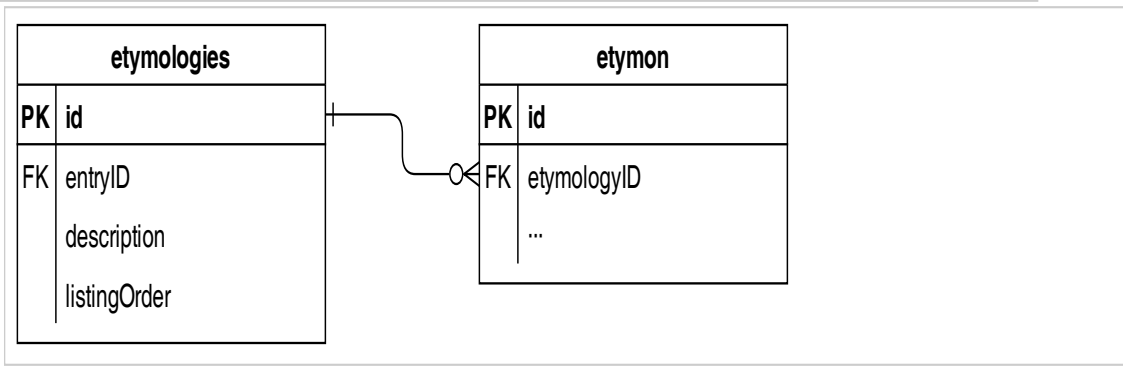 etymologies
PK id
FK entryID
description
listingOrder
etymon
PK id
FK etymologyID
...